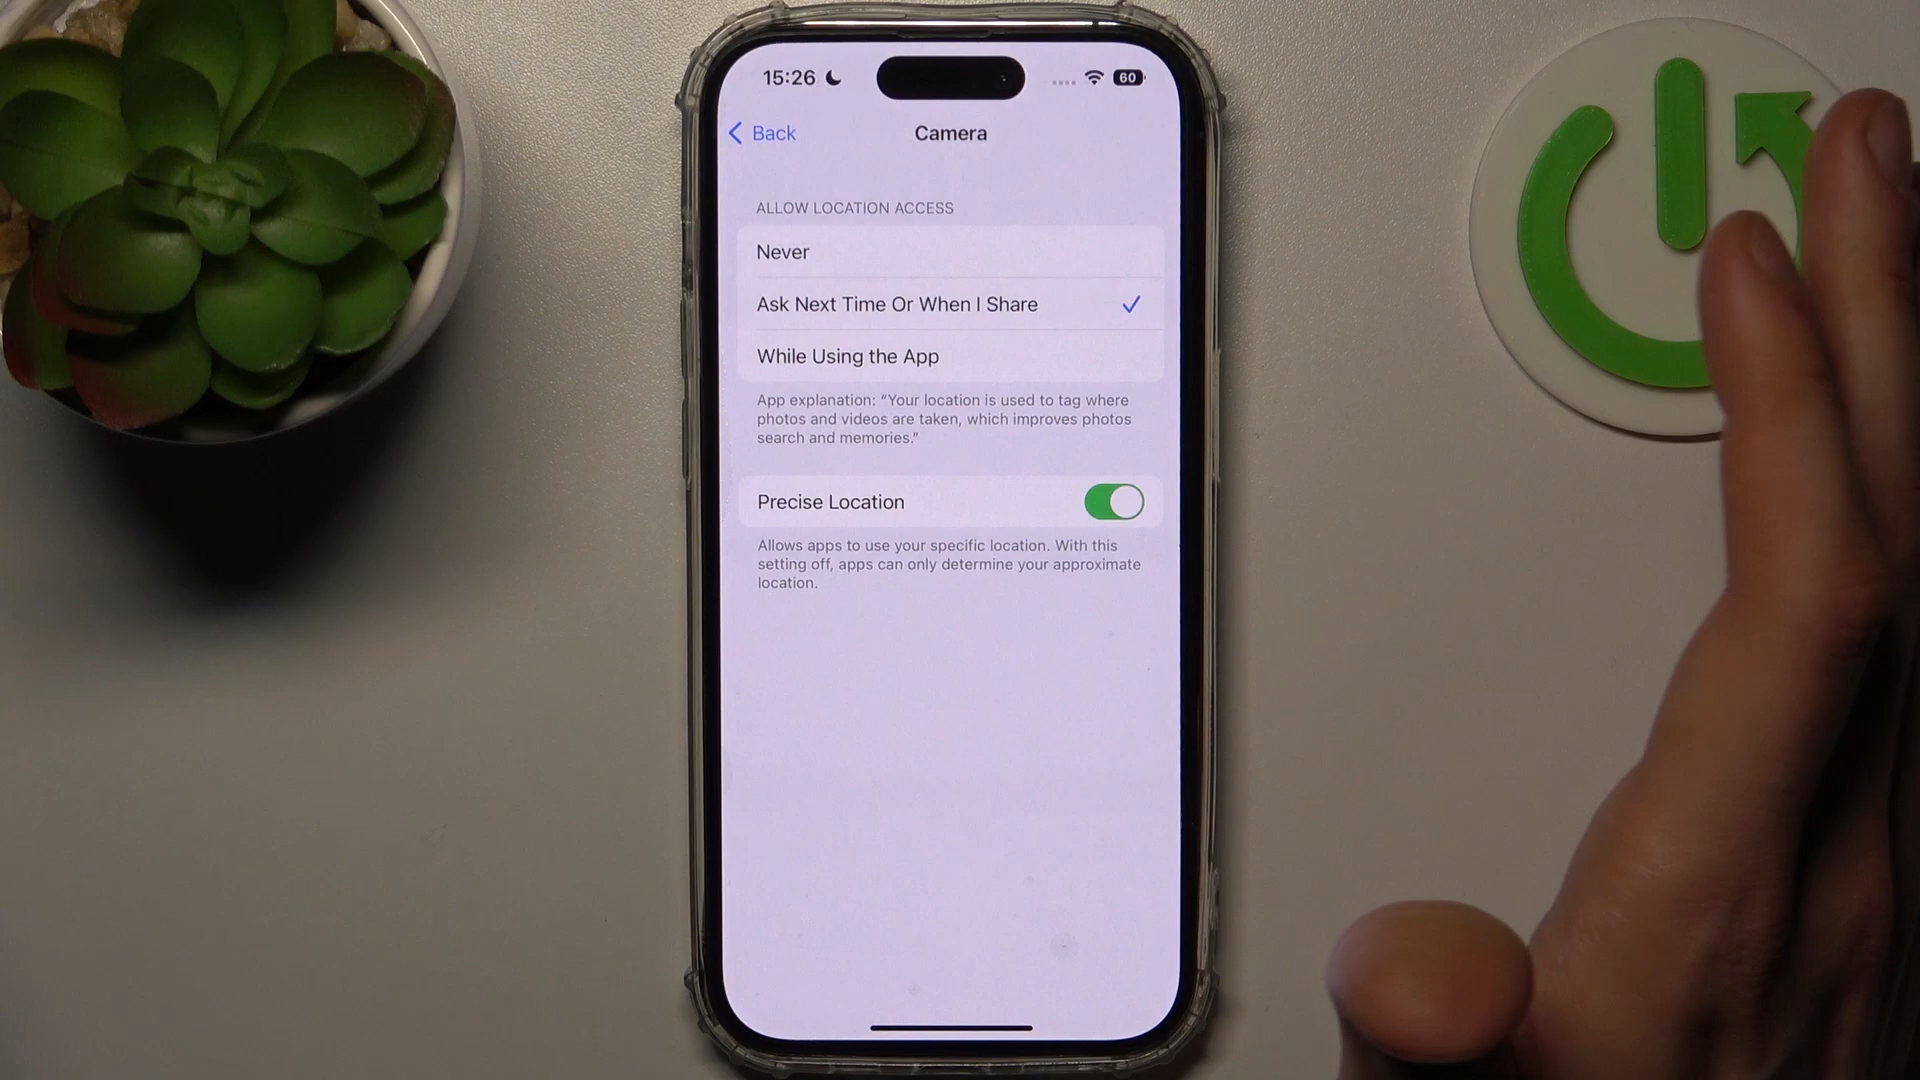 15:26
60
Back
Camera
ALLOW LOCATION ACCESS
Never
Ask Next Time Or When I Share
While Using the App
App explanation: “Your location is used to tag where
photos and videos are taken, which improves photos
search and memories.”
Precise Location
Allows apps to use your specific location. With this
setting off, apps can only determine your approximate
location.